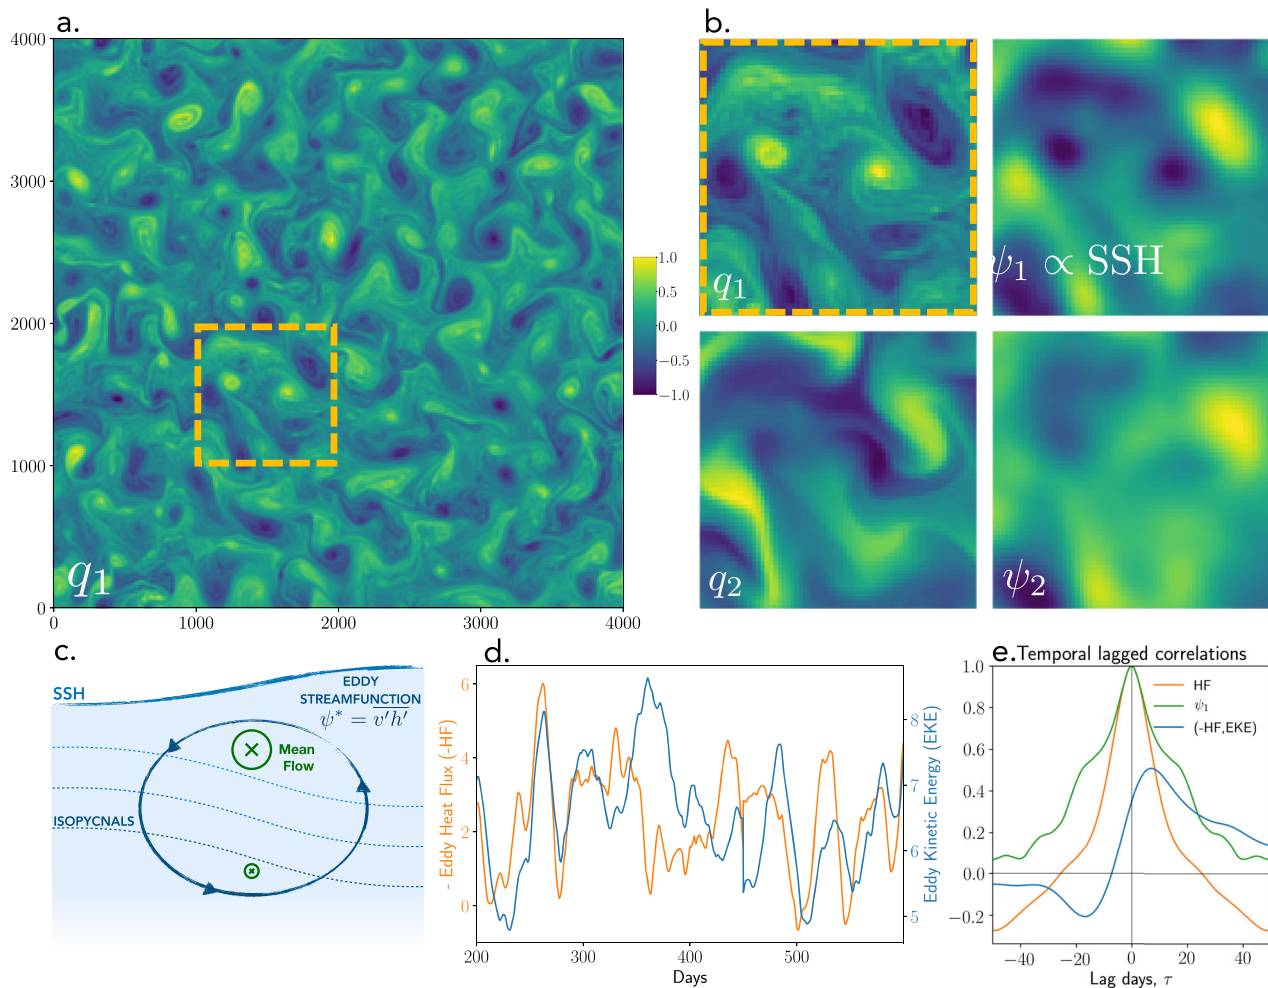 a.
4000
3000
2000
1000
0
0 1000 2000 3000 4000
q1
1.0
0.5
0.0
−0.5
−1.0
b.
q1
ψ1 ∝ SSH
q2
ψ2
c.
SSH
EDDY
STREAMFUNCTION
ψ* = v′h′
Mean
Flow
ISOPYCNALS
d.
- Eddy Heat Flux (-HF)
6
4
2
0
Eddy Kinetic Energy (EKE)
8
7
6
5
200 300 400 500
Days
e. Temporal lagged correlations
HF
ψ1
(-HF,EKE)
1.0
0.8
0.6
0.4
0.2
0.0
−0.2
−40 −20 0 20 40
Lag days, τ